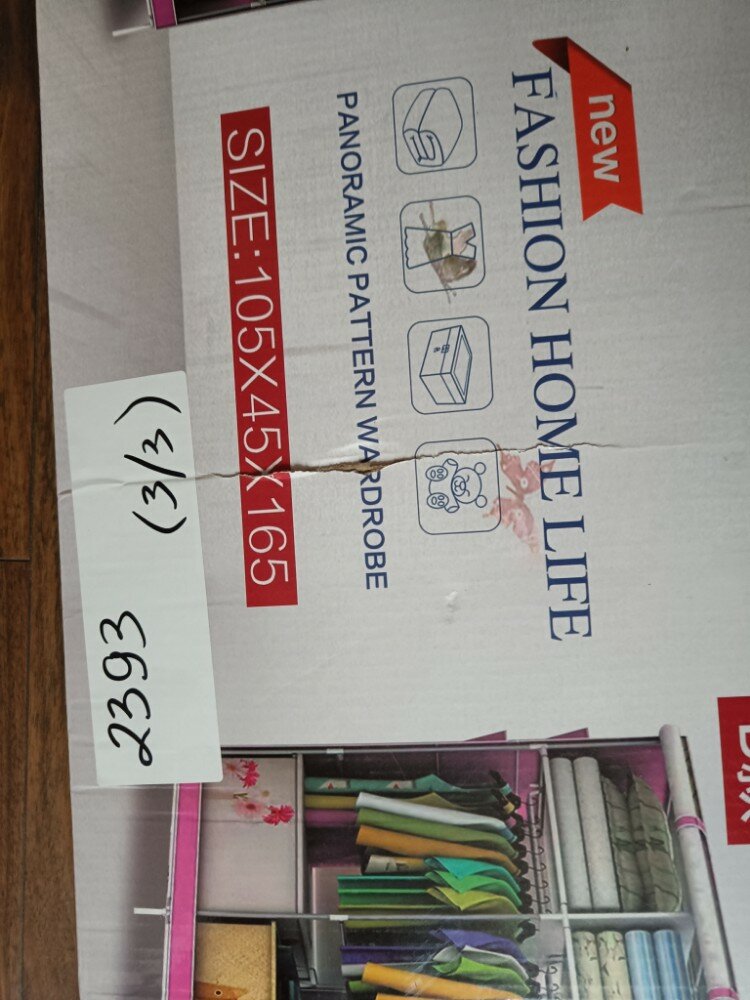 new
FASHION HOME LIFE
PANORAMIC PATTERN WARDROBE
SIZE:105X45X165
2393 (3/3)